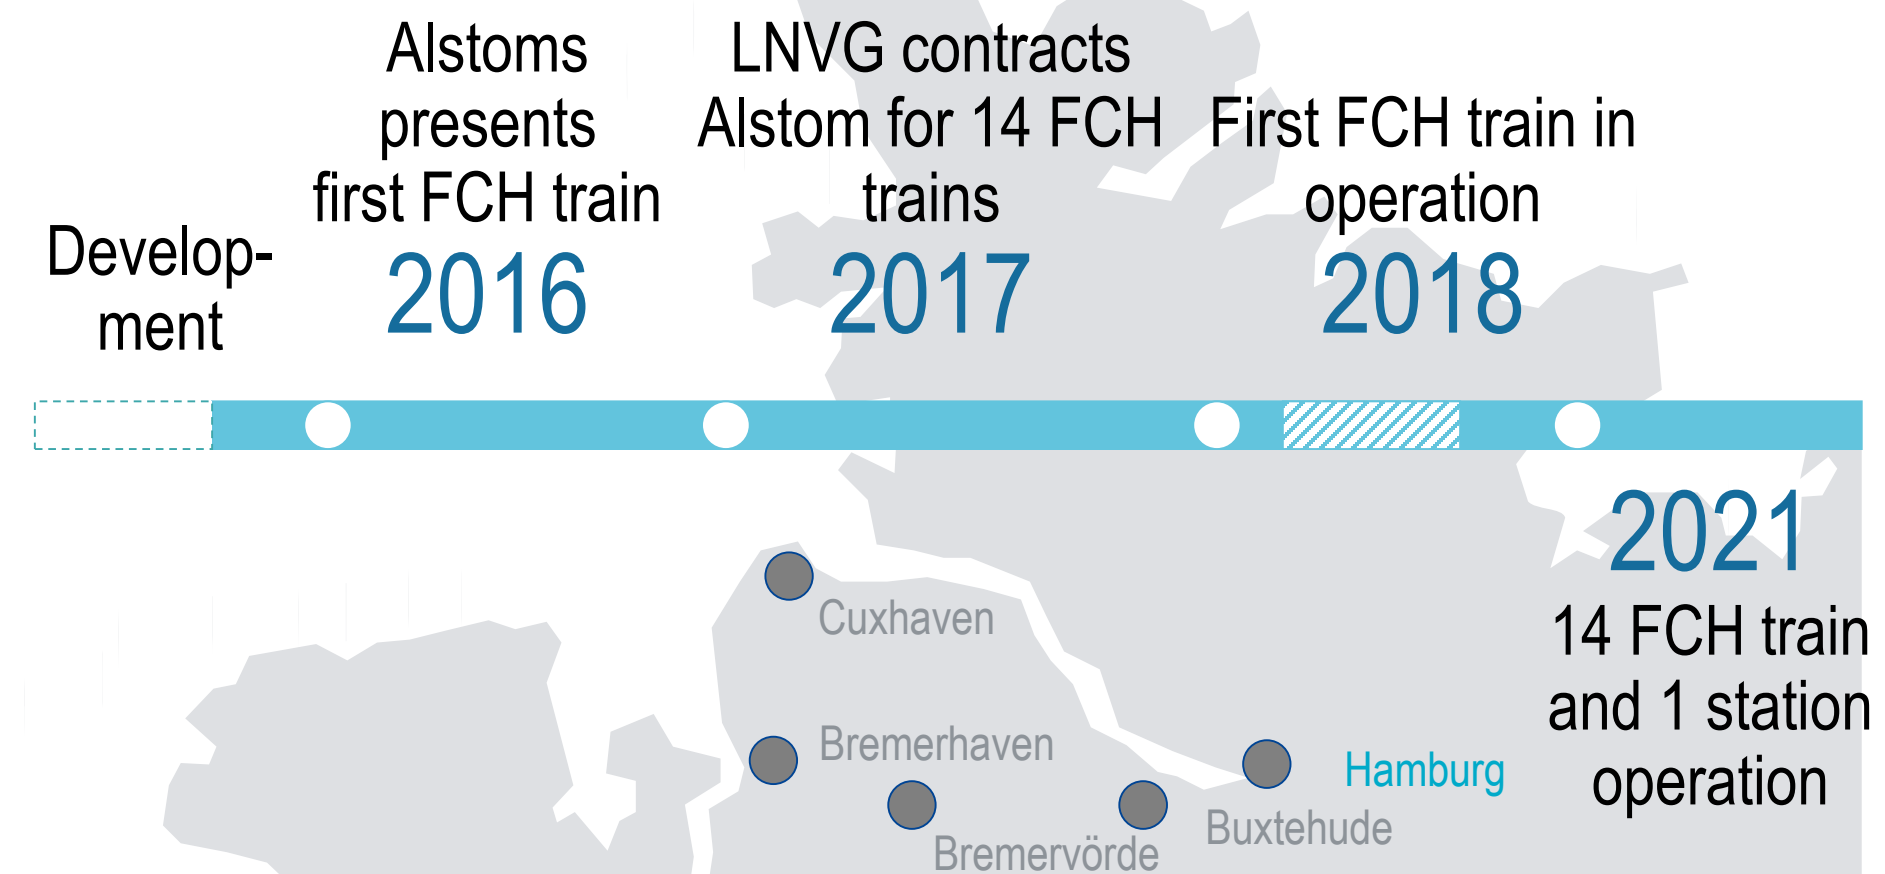 Develop-
ment
Alstoms
presents
first FCH train
2016
LNVG contracts
Alstom for 14 FCH
trains
2017
First FCH train in
operation
2018
2021
14 FCH train
and 1 station
operation
Cuxhaven
Bremerhaven
Bremervörde
Buxtehude
Hamburg